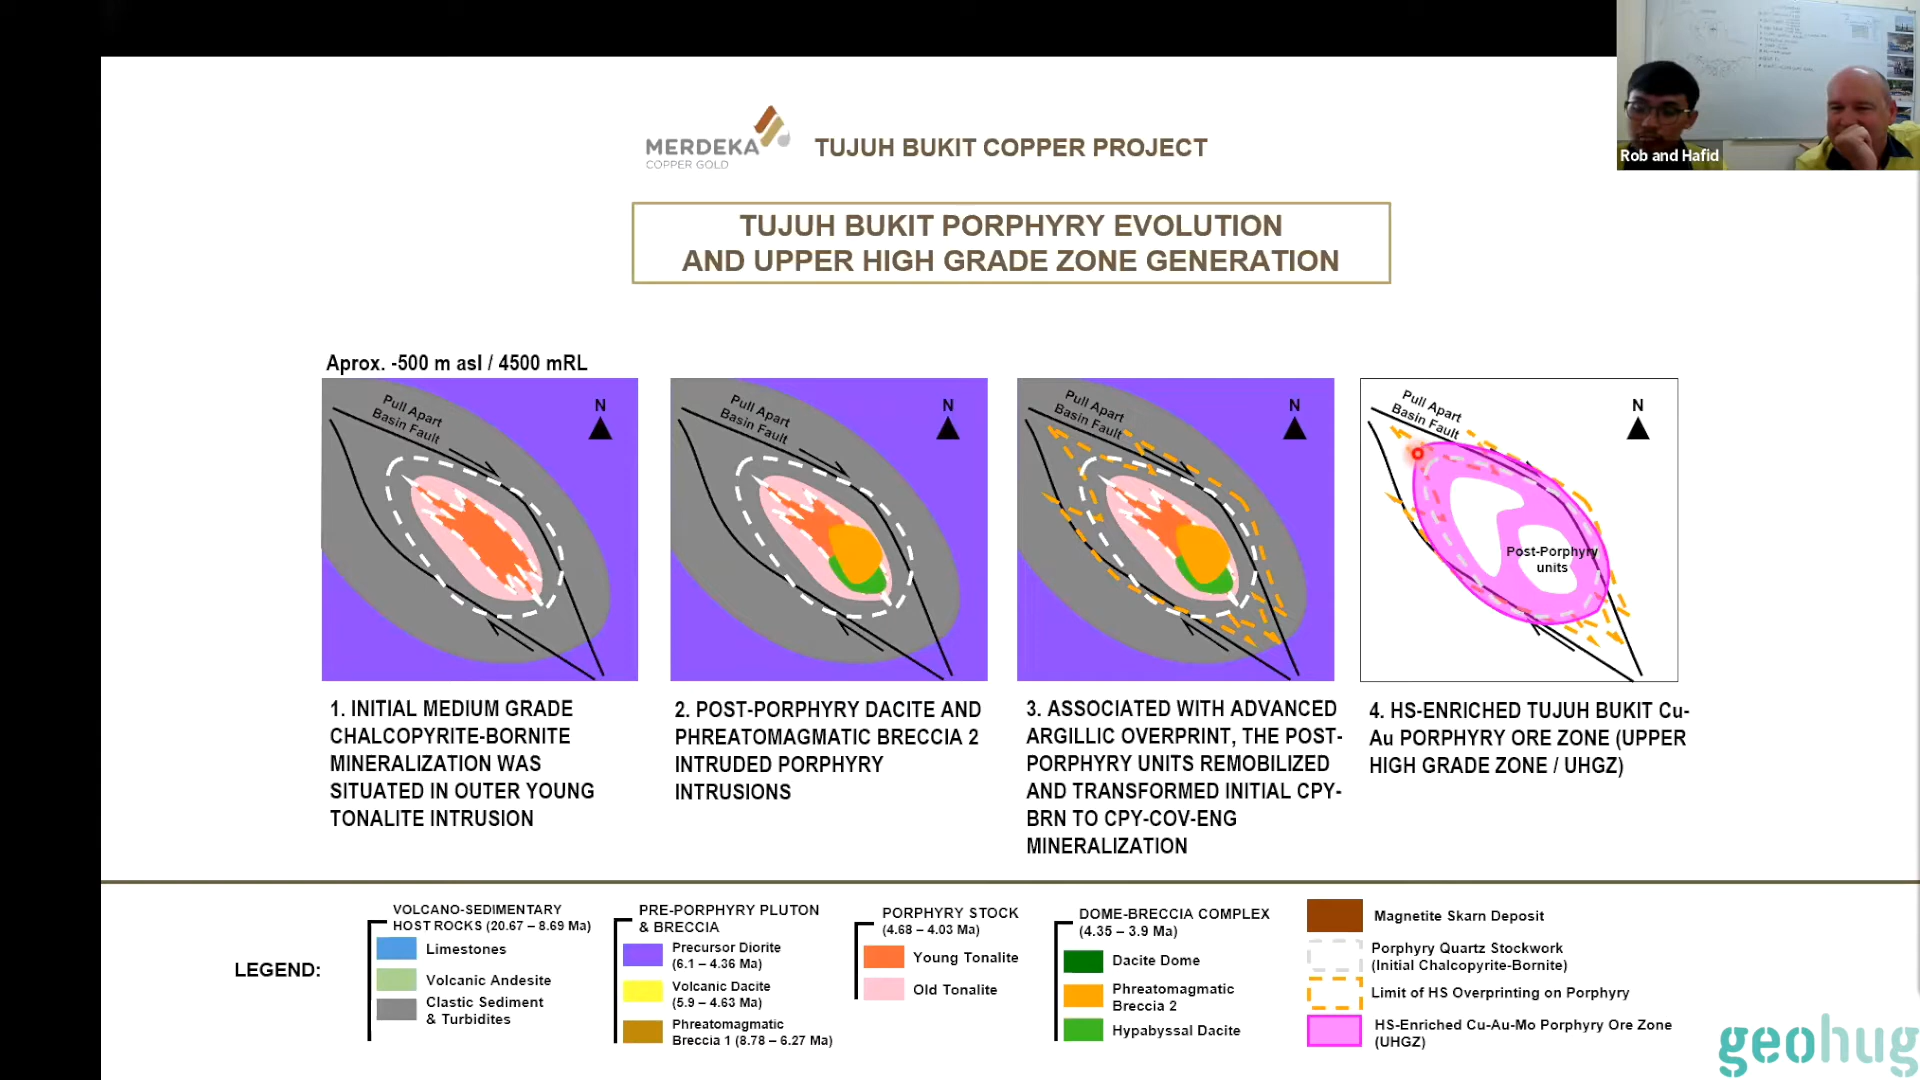 Rob and Hafid
MERDEKA
COPPER GOLD
TUJUH BUKIT COPPER PROJECT
TUJUH BUKIT PORPHYRY EVOLUTION
AND UPPER HIGH GRADE ZONE GENERATION
Aprox. -500 m asl / 4500 mRL
Pull Apart
Basin Fault
N
Pull Apart
Basin Fault
N
Pull Apart
Basin Fault
N
Pull Apart
Basin Fault
N
Post-Porphyry
units
1. INITIAL MEDIUM GRADE
CHALCOPYRITE-BORNITE
MINERALIZATION WAS
SITUATED IN OUTER YOUNG
TONALITE INTRUSION
2. POST-PORPHYRY DACITE AND
PHREATOMAGMATIC BRECCIA 2
INTRUDED PORPHYRY
INTRUSIONS
3. ASSOCIATED WITH ADVANCED
ARGILLIC OVERPRINT, THE POST-
PORPHYRY UNITS REMOBILIZED
AND TRANSFORMED INITIAL CPY-
BRN TO CPY-COV-ENG
MINERALIZATION
4. HS-ENRICHED TUJUH BUKIT Cu-
Au PORPHYRY ORE ZONE (UPPER
HIGH GRADE ZONE / UHGZ)
LEGEND:
VOLCANO-SEDIMENTARY
HOST ROCKS (20.67 – 8.69 Ma)
Limestones
Volcanic Andesite
Clastic Sediment
& Turbidites
PRE-PORPHYRY PLUTON
& BRECCIA
Precursor Diorite
(6.1 – 4.36 Ma)
Volcanic Dacite
(5.9 – 4.63 Ma)
Phreatomagmatic
Breccia 1 (8.78 – 6.27 Ma)
PORPHYRY STOCK
(4.68 – 4.03 Ma)
Young Tonalite
Old Tonalite
DOME-BRECCIA COMPLEX
(4.35 – 3.9 Ma)
Dacite Dome
Phreatomagmatic
Breccia 2
Hypabyssal Dacite
Magnetite Skarn Deposit
Porphyry Quartz Stockwork
(Initial Chalcopyrite-Bornite)
Limit of HS Overprinting on Porphyry
HS-Enriched Cu-Au-Mo Porphyry Ore Zone
(UHGZ)
geohug